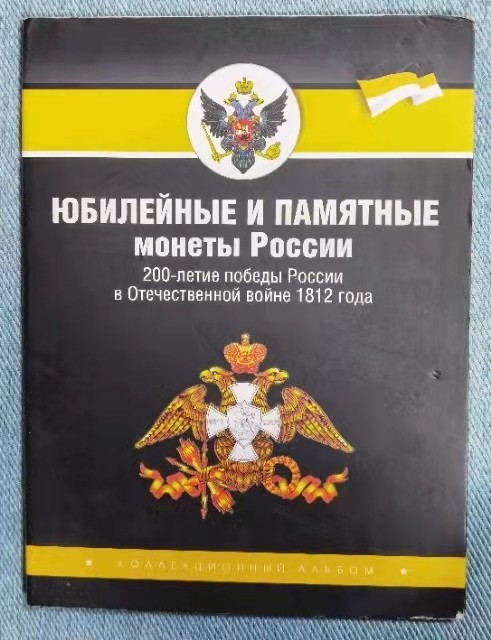 ЮБИЛЕЙНЫЕ И ПАМЯТНЫЕ
монеты России
200-летие победы России
в Отечественной войне 1812 года
КОЛЛЕКЦИОННЫЙ АЛЬБОМ